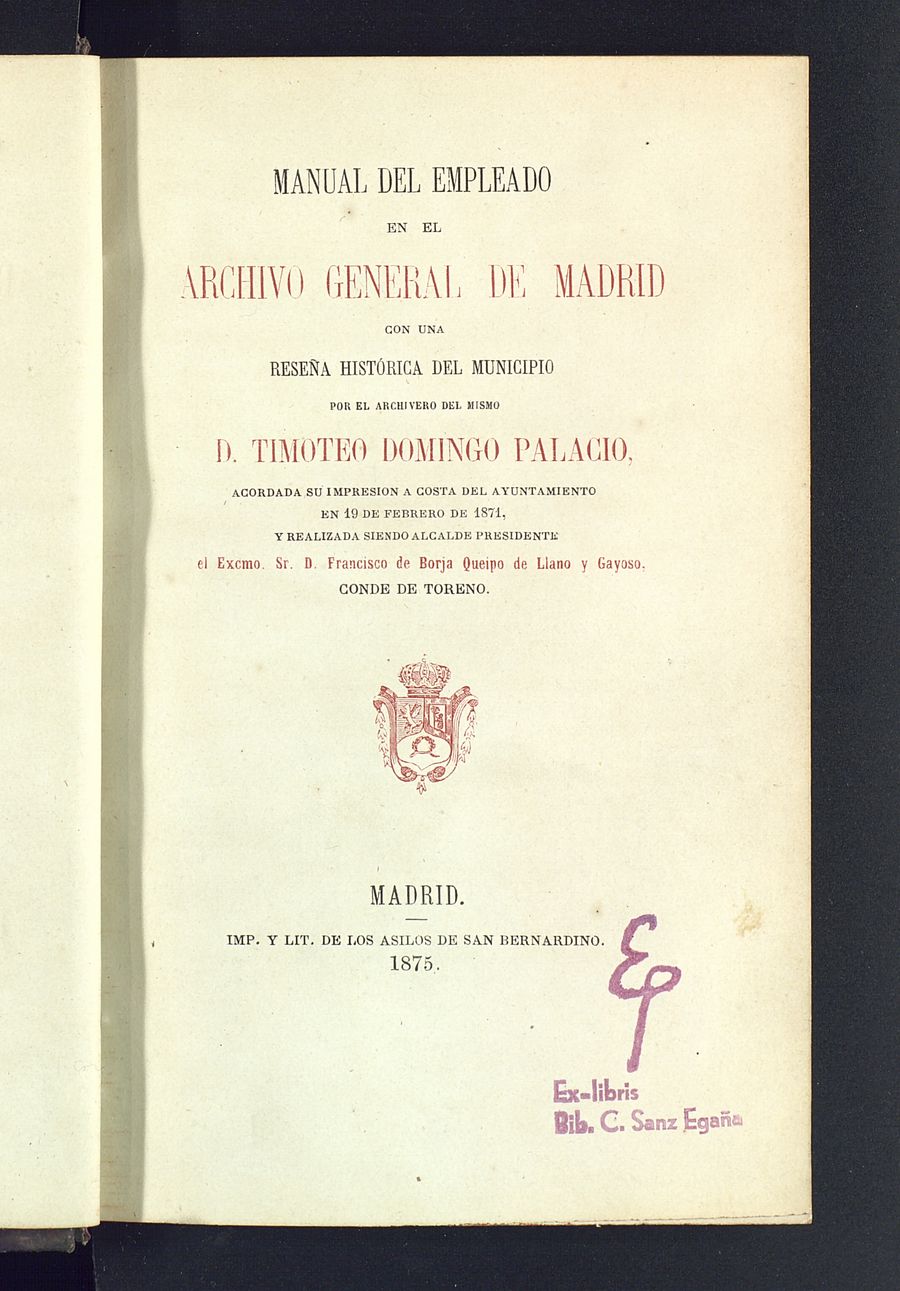 MANUAL DEL EMPLEADO
EN EL
ARCHIVO GENERAL DE MADRID
CON UNA
RESEÑA HISTÓRICA DEL MUNICIPIO
POR EL ARCHIVERO DEL MISMO
D. TIMOTEO DOMINGO PALACIO,
ACORDADA SU IMPRESION A COSTA DEL AYUNTAMIENTO
EN 19 DE FEBRERO DE 1871,
Y REALIZADA SIENDO ALCALDE PRESIDENTE
el Excmo. Sr. D. Francisco de Borja Queipo de Llano y Gayoso,
CONDE DE TORENO.
MADRID.
IMP. Y LIT. DE LOS ASILOS DE SAN BERNARDINO.
1875.
Ex-libris
Bib. C. Sanz Egaña